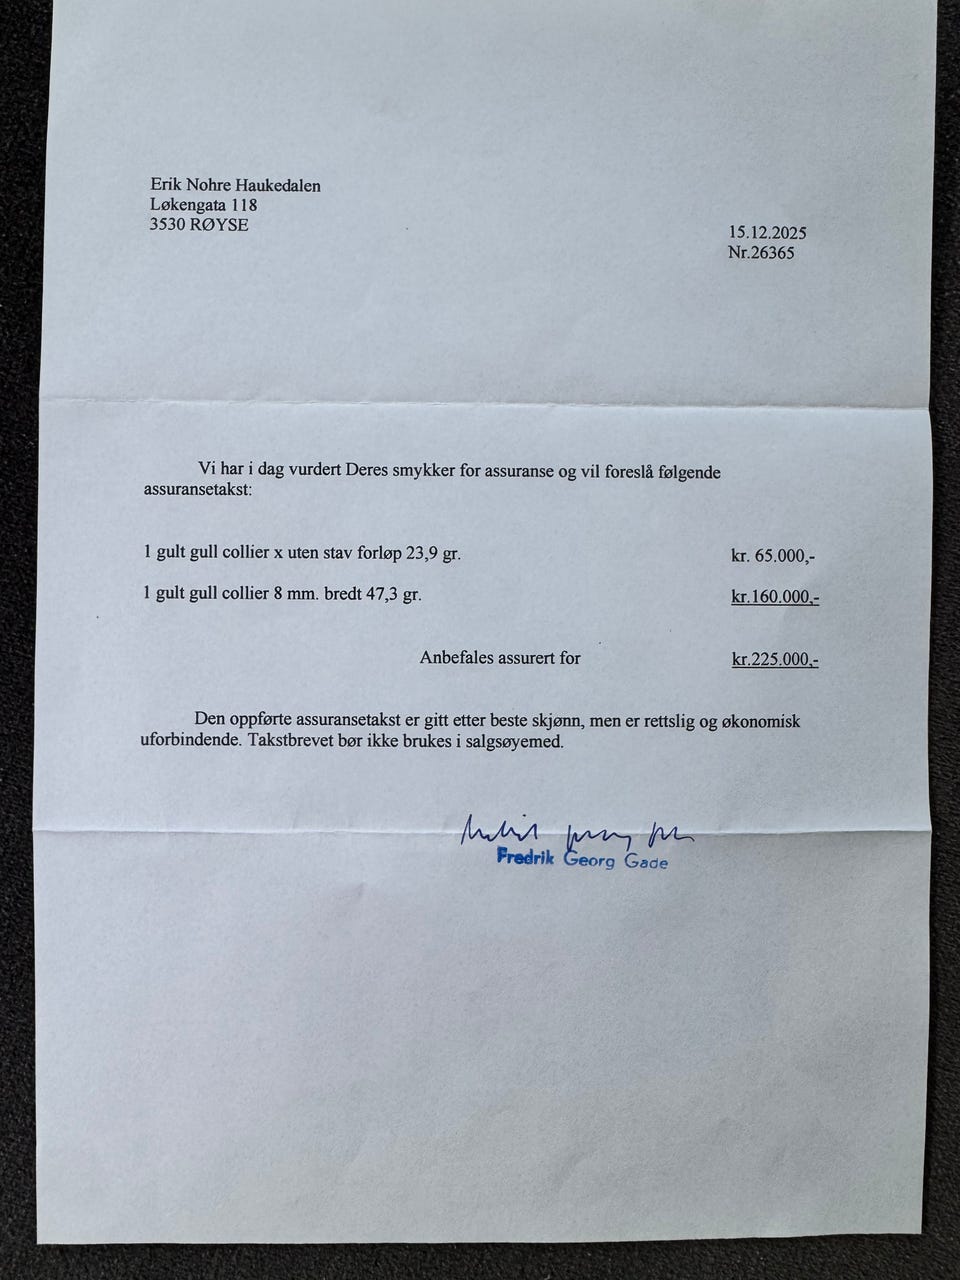 Erik Nohre Haukedalen
Løkengata 118
3530 RØYSE
15.12.2025
Nr.26365
Vi har i dag vurdert Deres smykker for assuranse og vil foreslå følgende
assuransetakst:
1 gult gull collier x uten stav forløp 23,9 gr. kr. 65.000,-
1 gult gull collier 8 mm. bredt 47,3 gr. kr.160.000,-
Anbefales assurert for kr.225.000,-
Den oppførte assuransetakst er gitt etter beste skjønn, men er rettslig og økonomisk
uforbindende. Takstbrevet bør ikke brukes i salgsøyemed.
Fredrik Georg Gade